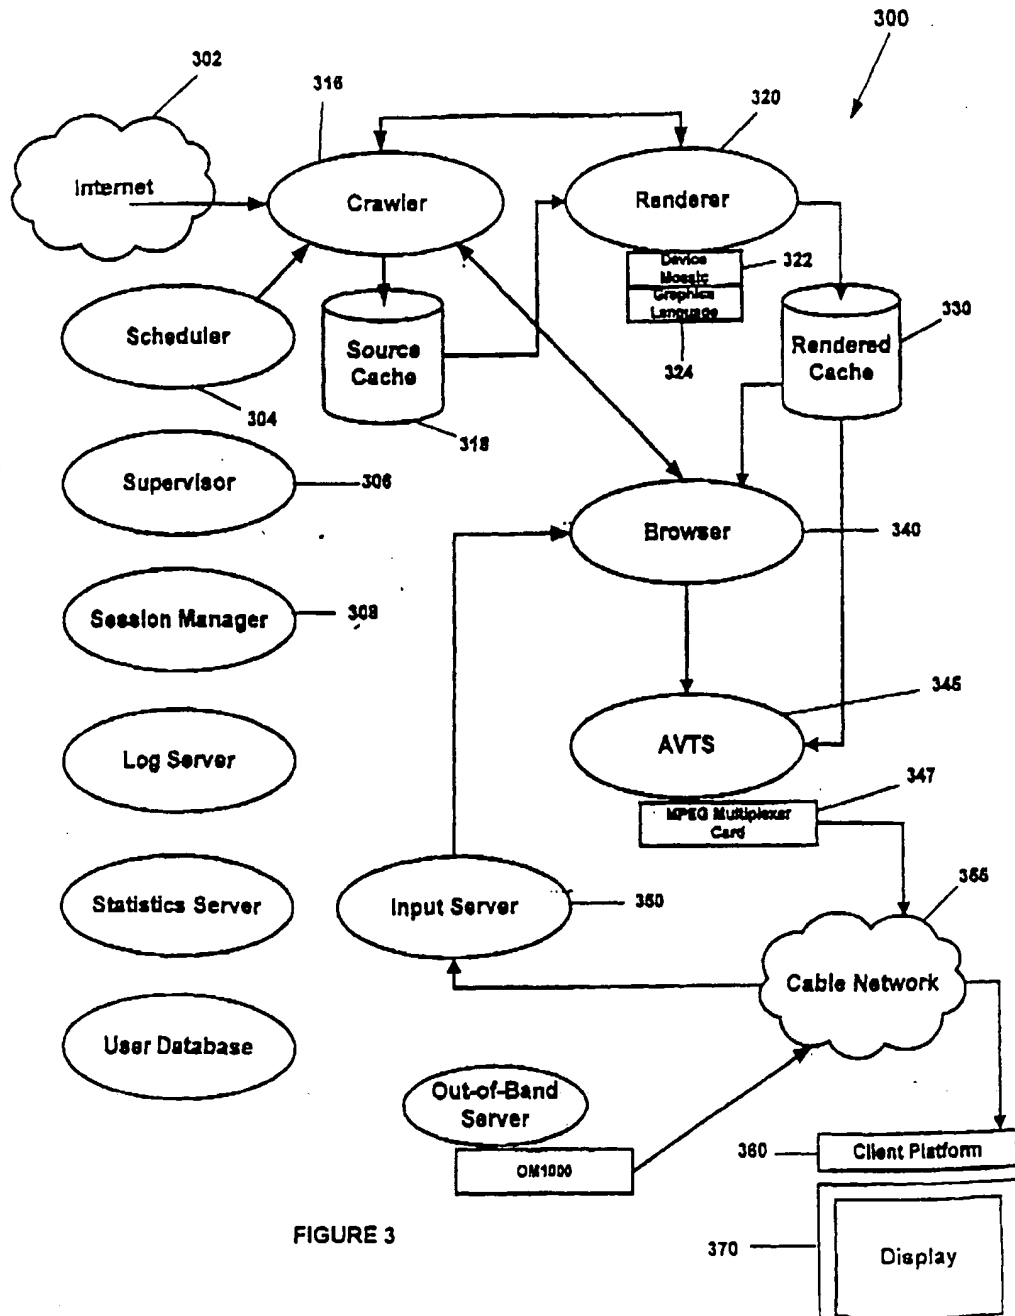 300
302
316
320
Internet
Crawler
Renderer
Device
Mosaic
322
Graphics
Language
324
Scheduler
304
Source
Cache
318
Rendered
Cache
330
Supervisor
306
Browser
340
Session Manager
308
AVTS
345
Log Server
MPEG Multiplexer
Card
347
Statistics Server
Input Server
350
355
Cable Network
User Database
Out-of-Band
Server
OM1000
360
Client Platform
370
Display
FIGURE 3